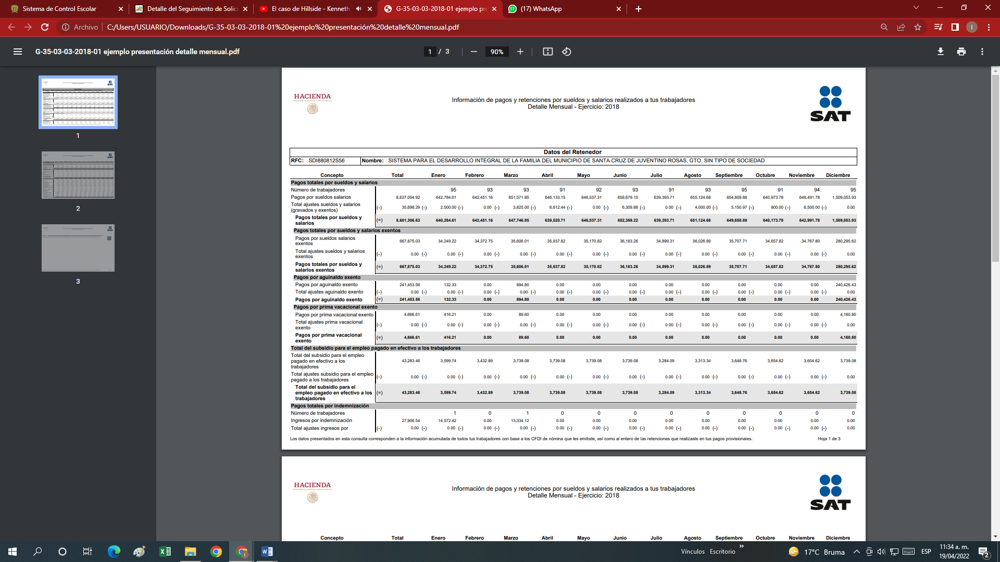 Sistema de Control Escolar
Detalle del Seguimiento de Solici
El caso de Hillside - Kenneth
G-35-03-03-2018-01 ejemplo pre
(17) WhatsApp
Archivo
C:/Users/USUARIO/Downloads/G-35-03-03-2018-01%20ejemplo%20presentación%20detalle%20mensual.pdf
G-35-03-03-2018-01 ejemplo presentación detalle mensual.pdf
1 / 3
90%
1
2
3
HACIENDA
Información de pagos y retenciones por sueldos y salarios realizados a tus trabajadores
Detalle Mensual - Ejercicio: 2018
SAT
Datos del Retenedor
RFC: SDI880812S56 Nombre: SISTEMA PARA EL DESARROLLO INTEGRAL DE LA FAMILIA DEL MUNICIPIO DE SANTA CRUZ DE JUVENTINO ROSAS, GTO. SIN TIPO DE SOCIEDAD
Concepto Total Enero Febrero Marzo Abril Mayo Junio Julio Agosto Septiembre Octubre Noviembre Diciembre
Pagos totales por sueldos y salarios
Número de trabajadores 95 93 93 91 92 93 91 93 95 91 94 95
Pagos por sueldos salarios 8,637,004.92 642,784.61 642,451.16 651,571.85 646,133.15 646,537.31 658,679.10 639,393.71 655,124.68 654,809.86 640,973.78 649,491.78 1,509,053.93
Total ajustes sueldos y salarios
(gravados y exentos) (-) 35,698.29 (-) 2,500.00 (-) 0.00 (-) 3,825.00 (-) 6,612.44 (-) 0.00 (-) 6,309.88 (-) 0.00 (-) 4,000.00 (-) 5,150.97 (-) 800.00 (-) 6,500.00 (-) 0.00
Pagos totales por sueldos y
salarios (=) 8,601,306.63 640,284.61 642,451.16 647,746.85 639,520.71 646,537.31 652,369.22 639,393.71 651,124.68 649,658.89 640,173.78 642,991.78 1,509,053.93
Pagos totales por sueldos y salarios exentos
Pagos por sueldos salarios
exentos 667,875.03 34,249.22 34,372.75 35,606.01 35,937.82 35,170.82 36,183.26 34,899.31 36,026.89 35,707.71 34,657.82 34,767.80 280,295.62
Total ajustes sueldos y salarios
exentos (-) 0.00 (-) 0.00 (-) 0.00 (-) 0.00 (-) 0.00 (-) 0.00 (-) 0.00 (-) 0.00 (-) 0.00 (-) 0.00 (-) 0.00 (-) 0.00 (-) 0.00
Pagos totales por sueldos y
salarios exentos (=) 667,875.03 34,249.22 34,372.75 35,606.01 35,937.82 35,170.82 36,183.26 34,899.31 36,026.89 35,707.71 34,657.82 34,767.80 280,295.62
Pagos por aguinaldo exento
Pagos por aguinaldo exento 241,453.56 132.33 0.00 894.80 0.00 0.00 0.00 0.00 0.00 0.00 0.00 0.00 240,426.43
Total ajustes aguinaldo exento (-) 0.00 (-) 0.00 (-) 0.00 (-) 0.00 (-) 0.00 (-) 0.00 (-) 0.00 (-) 0.00 (-) 0.00 (-) 0.00 (-) 0.00 (-) 0.00 (-) 0.00
Pagos por aguinaldo exento (=) 241,453.56 132.33 0.00 894.80 0.00 0.00 0.00 0.00 0.00 0.00 0.00 0.00 240,426.43
Pagos por prima vacacional exento
Pagos por prima vacacional exento 4,666.61 416.21 0.00 89.60 0.00 0.00 0.00 0.00 0.00 0.00 0.00 0.00 4,160.80
Total ajustes prima vacacional
exento (-) 0.00 (-) 0.00 (-) 0.00 (-) 0.00 (-) 0.00 (-) 0.00 (-) 0.00 (-) 0.00 (-) 0.00 (-) 0.00 (-) 0.00 (-) 0.00 (-) 0.00
Pagos por prima vacacional
exento (=) 4,666.61 416.21 0.00 89.60 0.00 0.00 0.00 0.00 0.00 0.00 0.00 0.00 4,160.80
Total del subsidio para el empleo pagado en efectivo a los trabajadores
Total del subsidio para el empleo
pagado en efectivo a los
trabajadores 43,283.46 3,599.74 3,432.89 3,739.08 3,739.08 3,739.08 3,739.08 3,284.09 3,313.34 3,648.76 3,654.62 3,654.62 3,739.08
Total ajustes subsidio para el empleo
pagado a los trabajadores (-) 0.00 (-) 0.00 (-) 0.00 (-) 0.00 (-) 0.00 (-) 0.00 (-) 0.00 (-) 0.00 (-) 0.00 (-) 0.00 (-) 0.00 (-) 0.00 (-) 0.00
Total del subsidio para el
empleo pagado en efectivo a los
trabajadores (=) 43,283.46 3,599.74 3,432.89 3,739.08 3,739.08 3,739.08 3,739.08 3,284.09 3,313.34 3,648.76 3,654.62 3,654.62 3,739.08
Pagos totales por indemnización
Número de trabajadores 1 0 1 0 0 0 0 0 0 0 0 0
Ingresos por indemnización 27,906.54 14,572.42 0.00 13,334.12 0.00 0.00 0.00 0.00 0.00 0.00 0.00 0.00 0.00
Total ajustes ingresos por (-) 0.00 (-) 0.00 (-) 0.00 (-) 0.00 (-) 0.00 (-) 0.00 (-) 0.00 (-) 0.00 (-) 0.00 (-) 0.00 (-) 0.00 (-) 0.00 (-) 0.00
Los datos presentados en esta consulta corresponden a la información acumulada de todos tus trabajadores con base a los CFDI de nómina que les emitiste, así como al entero de las retenciones que realizaste en tus pagos provisionales.
Hoja 1 de 3
HACIENDA
Información de pagos y retenciones por sueldos y salarios realizados a tus trabajadores
Detalle Mensual - Ejercicio: 2018
SAT
Concepto Total Enero Febrero Marzo Abril Mayo Junio Julio Agosto Septiembre Octubre Noviembre Diciembre
Vínculos Escritorio
17°C Bruma
ESP
11:34 a. m.
19/04/2022
2